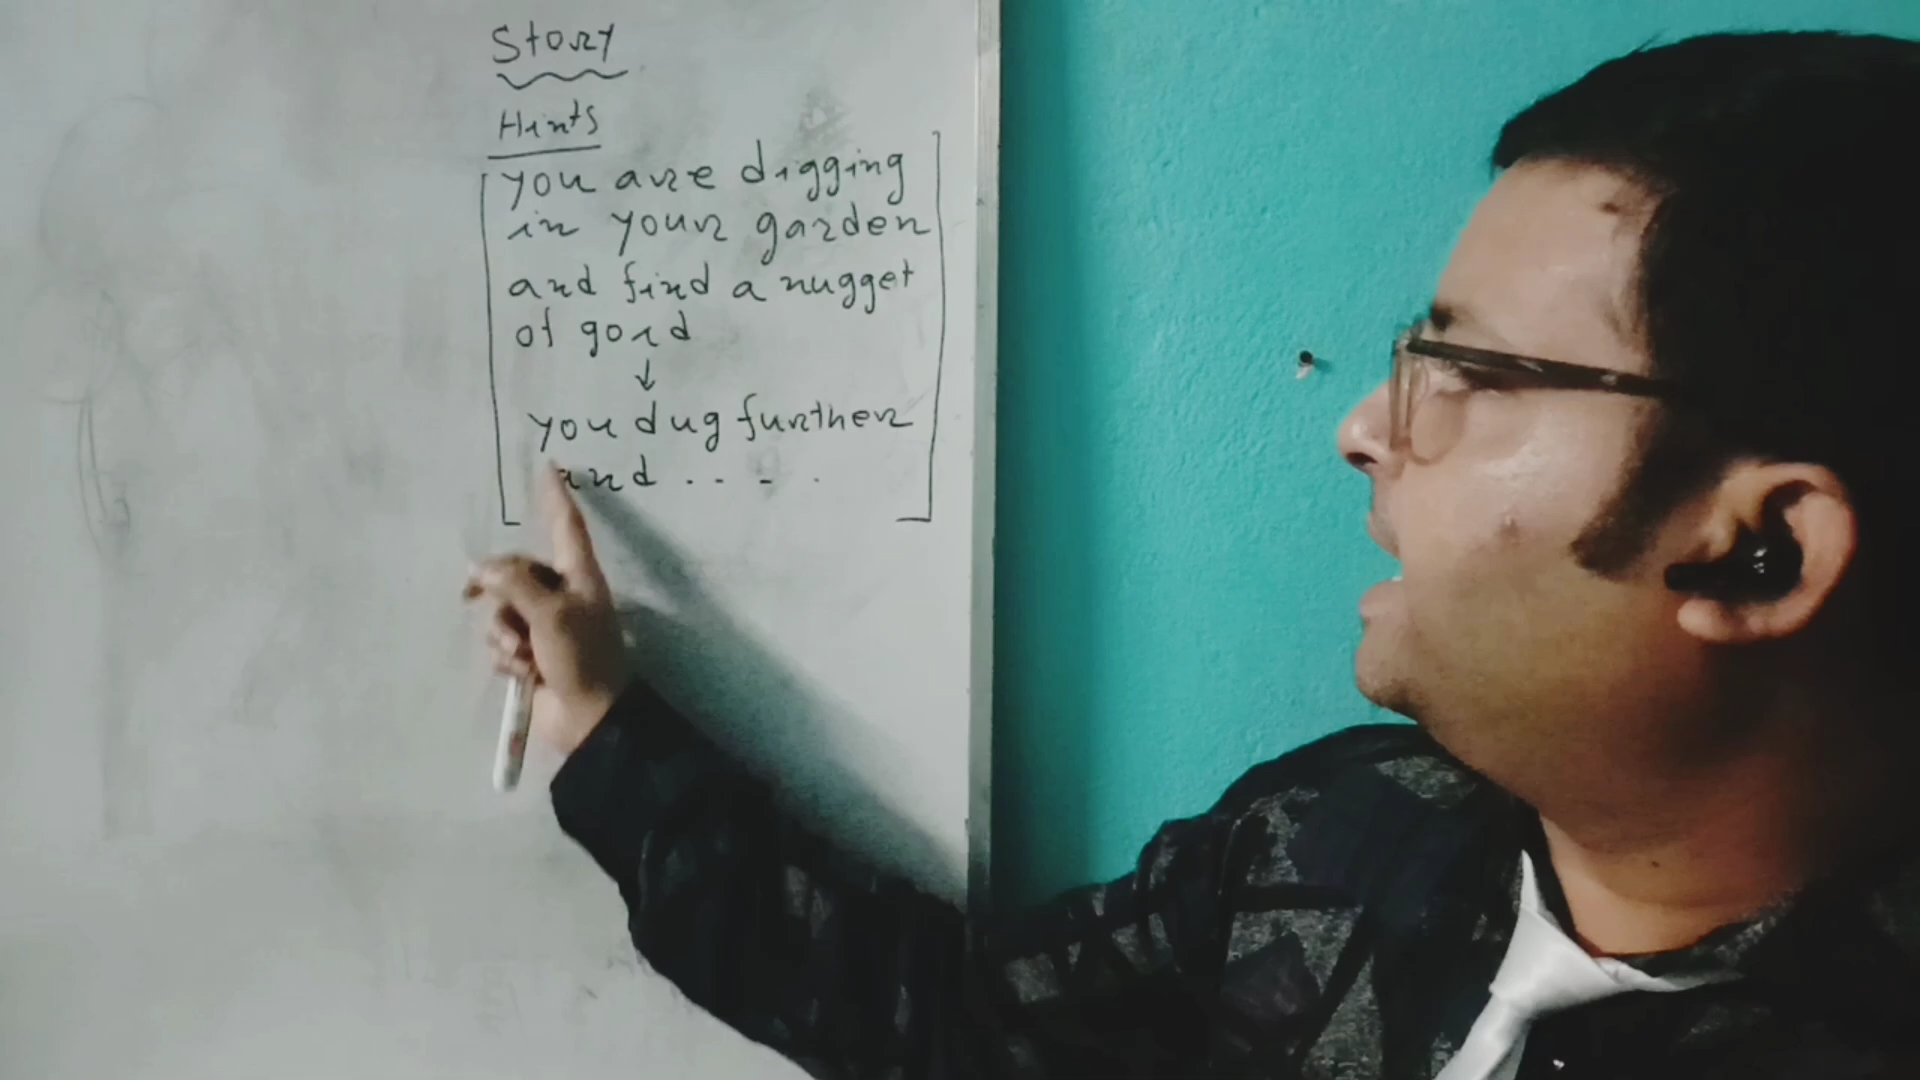 Story
Hints
you are digging
in your garden
and find a nugget
of gold
↓
you dug further
and . . . .